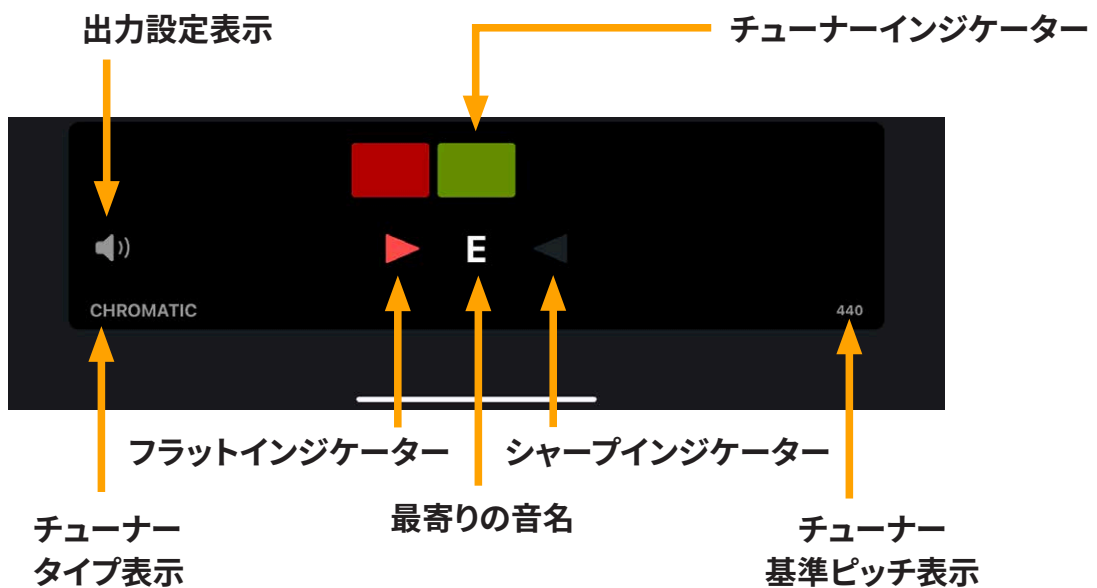 出力設定表示
チューナーインジケーター
E
CHROMATIC
440
フラットインジケーター
シャープインジケーター
最寄りの音名
チューナー
タイプ表示
チューナー
基準ピッチ表示